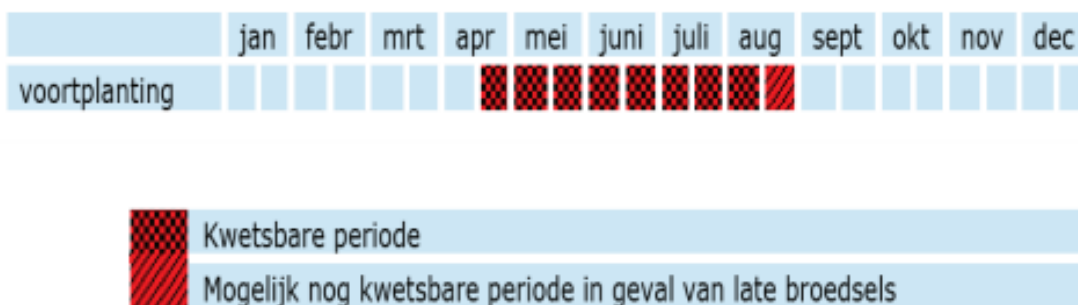 jan febr mrt apr mei juni juli aug sept okt nov dec
voortplanting
Kwetsbare periode
Mogelijk nog kwetsbare periode in geval van late broedsels